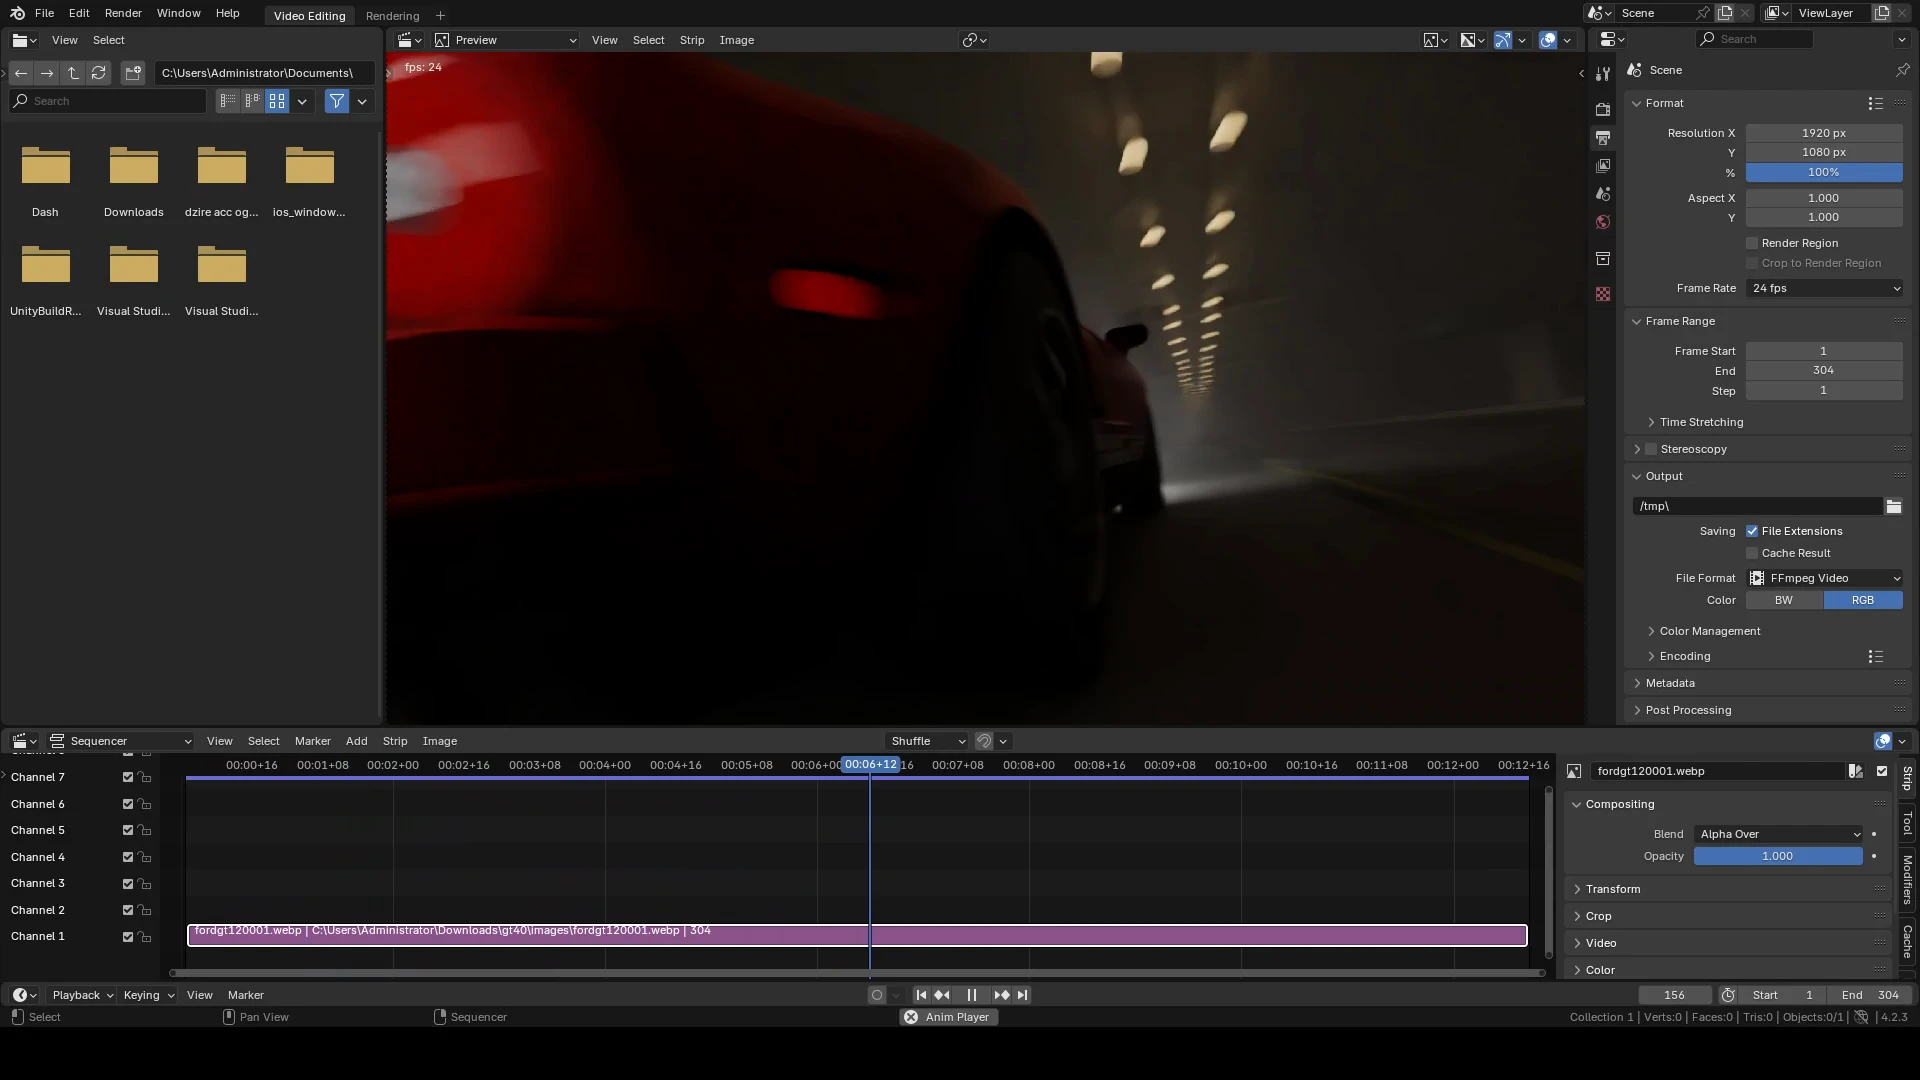 File Edit Render Window Help Video Editing Rendering + Scene ViewLayer
View Select
Preview View Select Strip Image
Search
C:\Users\Administrator\Documents\
Search
fps: 24
Dash Downloads dzire acc og... ios_window...
UnityBuildR... Visual Studi... Visual Studi...
Scene
Format
Resolution X 1920 px
Y 1080 px
% 100%
Aspect X 1.000
Y 1.000
Render Region
Crop to Render Region
Frame Rate 24 fps
Frame Range
Frame Start 1
End 304
Step 1
Time Stretching
Stereoscopy
Output
/tmp\
Saving File Extensions
Cache Result
File Format FFmpeg Video
Color BW RGB
Color Management
Encoding
Metadata
Post Processing
Sequencer View Select Marker Add Strip Image Shuffle
00:00+16 00:01+08 00:02+00 00:02+16 00:03+08 00:04+00 00:04+16 00:05+08 00:06+00 00:06+12 16 00:07+08 00:08+00 00:08+16 00:09+08 00:10+00 00:10+16 00:11+08 00:12+00 00:12+16
Channel 7
Channel 6
Channel 5
Channel 4
Channel 3
Channel 2
Channel 1
fordgt120001.webp | C:\Users\Administrator\Downloads\gt40\images\fordgt120001.webp | 304
fordgt120001.webp
Compositing
Blend Alpha Over
Opacity 1.000
Transform
Crop
Video
Color
Strip
Tool
Modifiers
Cache
Playback Keying View Marker 156 Start 1 End 304
Select Pan View Sequencer Anim Player Collection 1 | Verts:0 | Faces:0 | Tris:0 | Objects:0/1 | 4.2.3